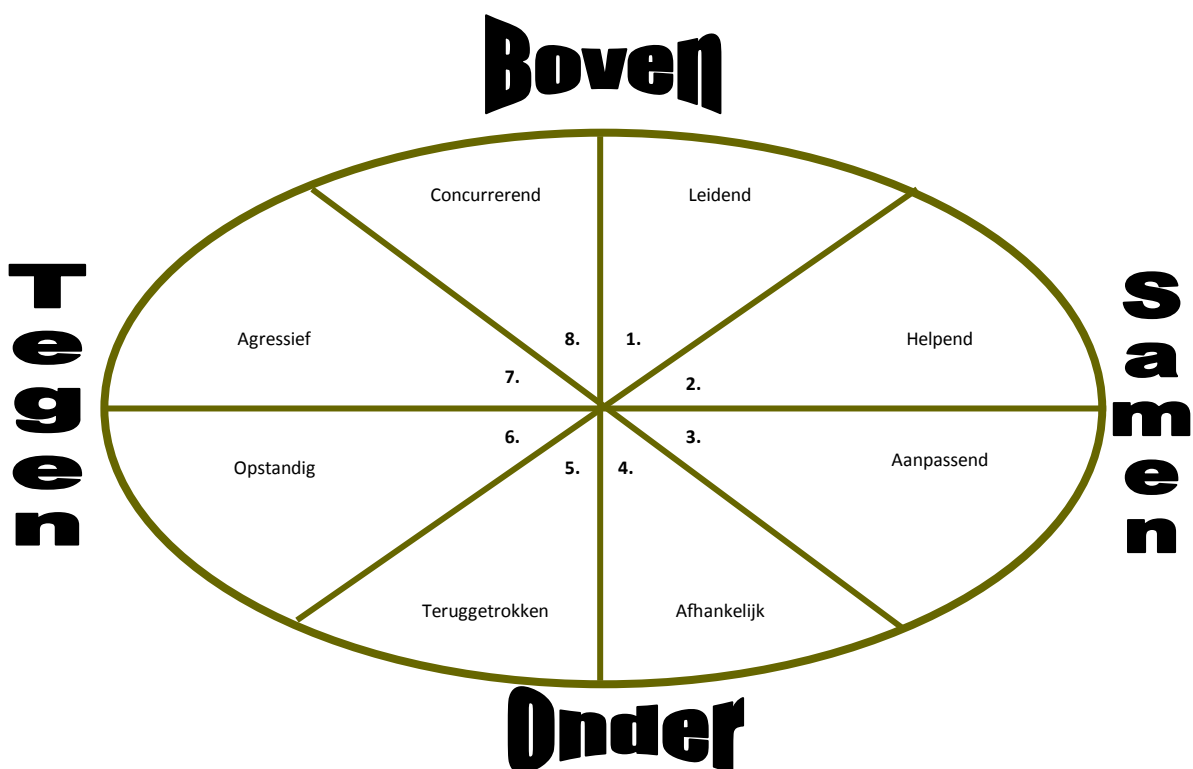 Boven
Concurrerend
Leidend
Tegen
Samen
Agressief
8.
1.
Helpend
7.
2.
6.
3.
Opstandig
5.
4.
Aanpassend
Teruggetrokken
Afhankelijk
Onder